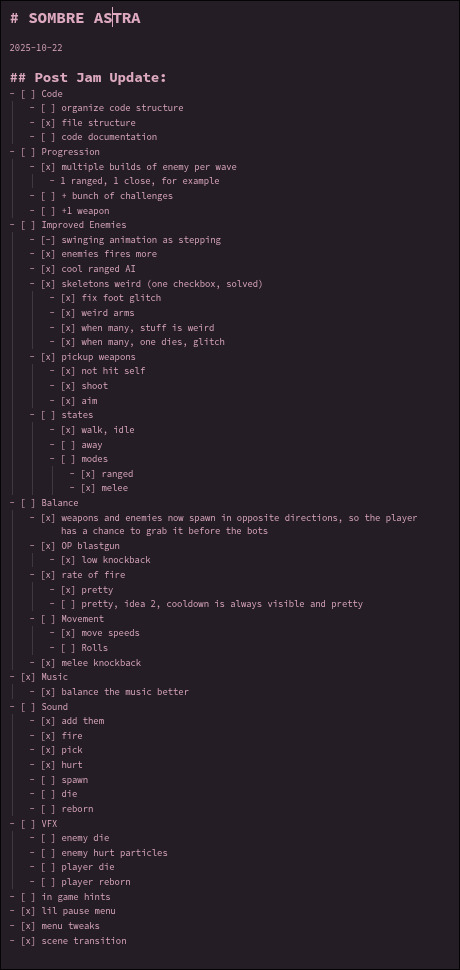 # SOMBRE ASTRA
2025-10-22
## Post Jam Update:
- [ ] Code
- [ ] organize code structure
- [x] file structure
- [ ] code documentation
- [ ] Progression
- [x] multiple builds of enemy per wave
- 1 ranged, 1 close, for example
- [ ] + bunch of challenges
- [ ] +1 weapon
- [ ] Improved Enemies
- [-] swinging animation as stepping
- [x] enemies fires more
- [x] cool ranged AI
- [x] skeletons weird (one checkbox, solved)
- [x] fix foot glitch
- [x] weird arms
- [x] when many, stuff is weird
- [x] when many, one dies, glitch
- [x] pickup weapons
- [x] not hit self
- [x] shoot
- [x] aim
- [ ] states
- [x] walk, idle
- [ ] away
- [ ] modes
- [x] ranged
- [x] melee
- [ ] Balance
- [x] weapons and enemies now spawn in opposite directions, so the player
has a chance to grab it before the bots
- [x] OP blastgun
- [x] low knockback
- [x] rate of fire
- [x] pretty
- [ ] pretty, idea 2, cooldown is always visible and pretty
- [ ] Movement
- [x] move speeds
- [ ] Rolls
- [x] melee knockback
- [x] Music
- [x] balance the music better
- [ ] Sound
- [x] add them
- [x] fire
- [x] pick
- [x] hurt
- [ ] spawn
- [ ] die
- [ ] reborn
- [ ] VFX
- [ ] enemy die
- [ ] enemy hurt particles
- [ ] player die
- [ ] player reborn
- [ ] in game hints
- [x] lil pause menu
- [x] menu tweaks
- [x] scene transition